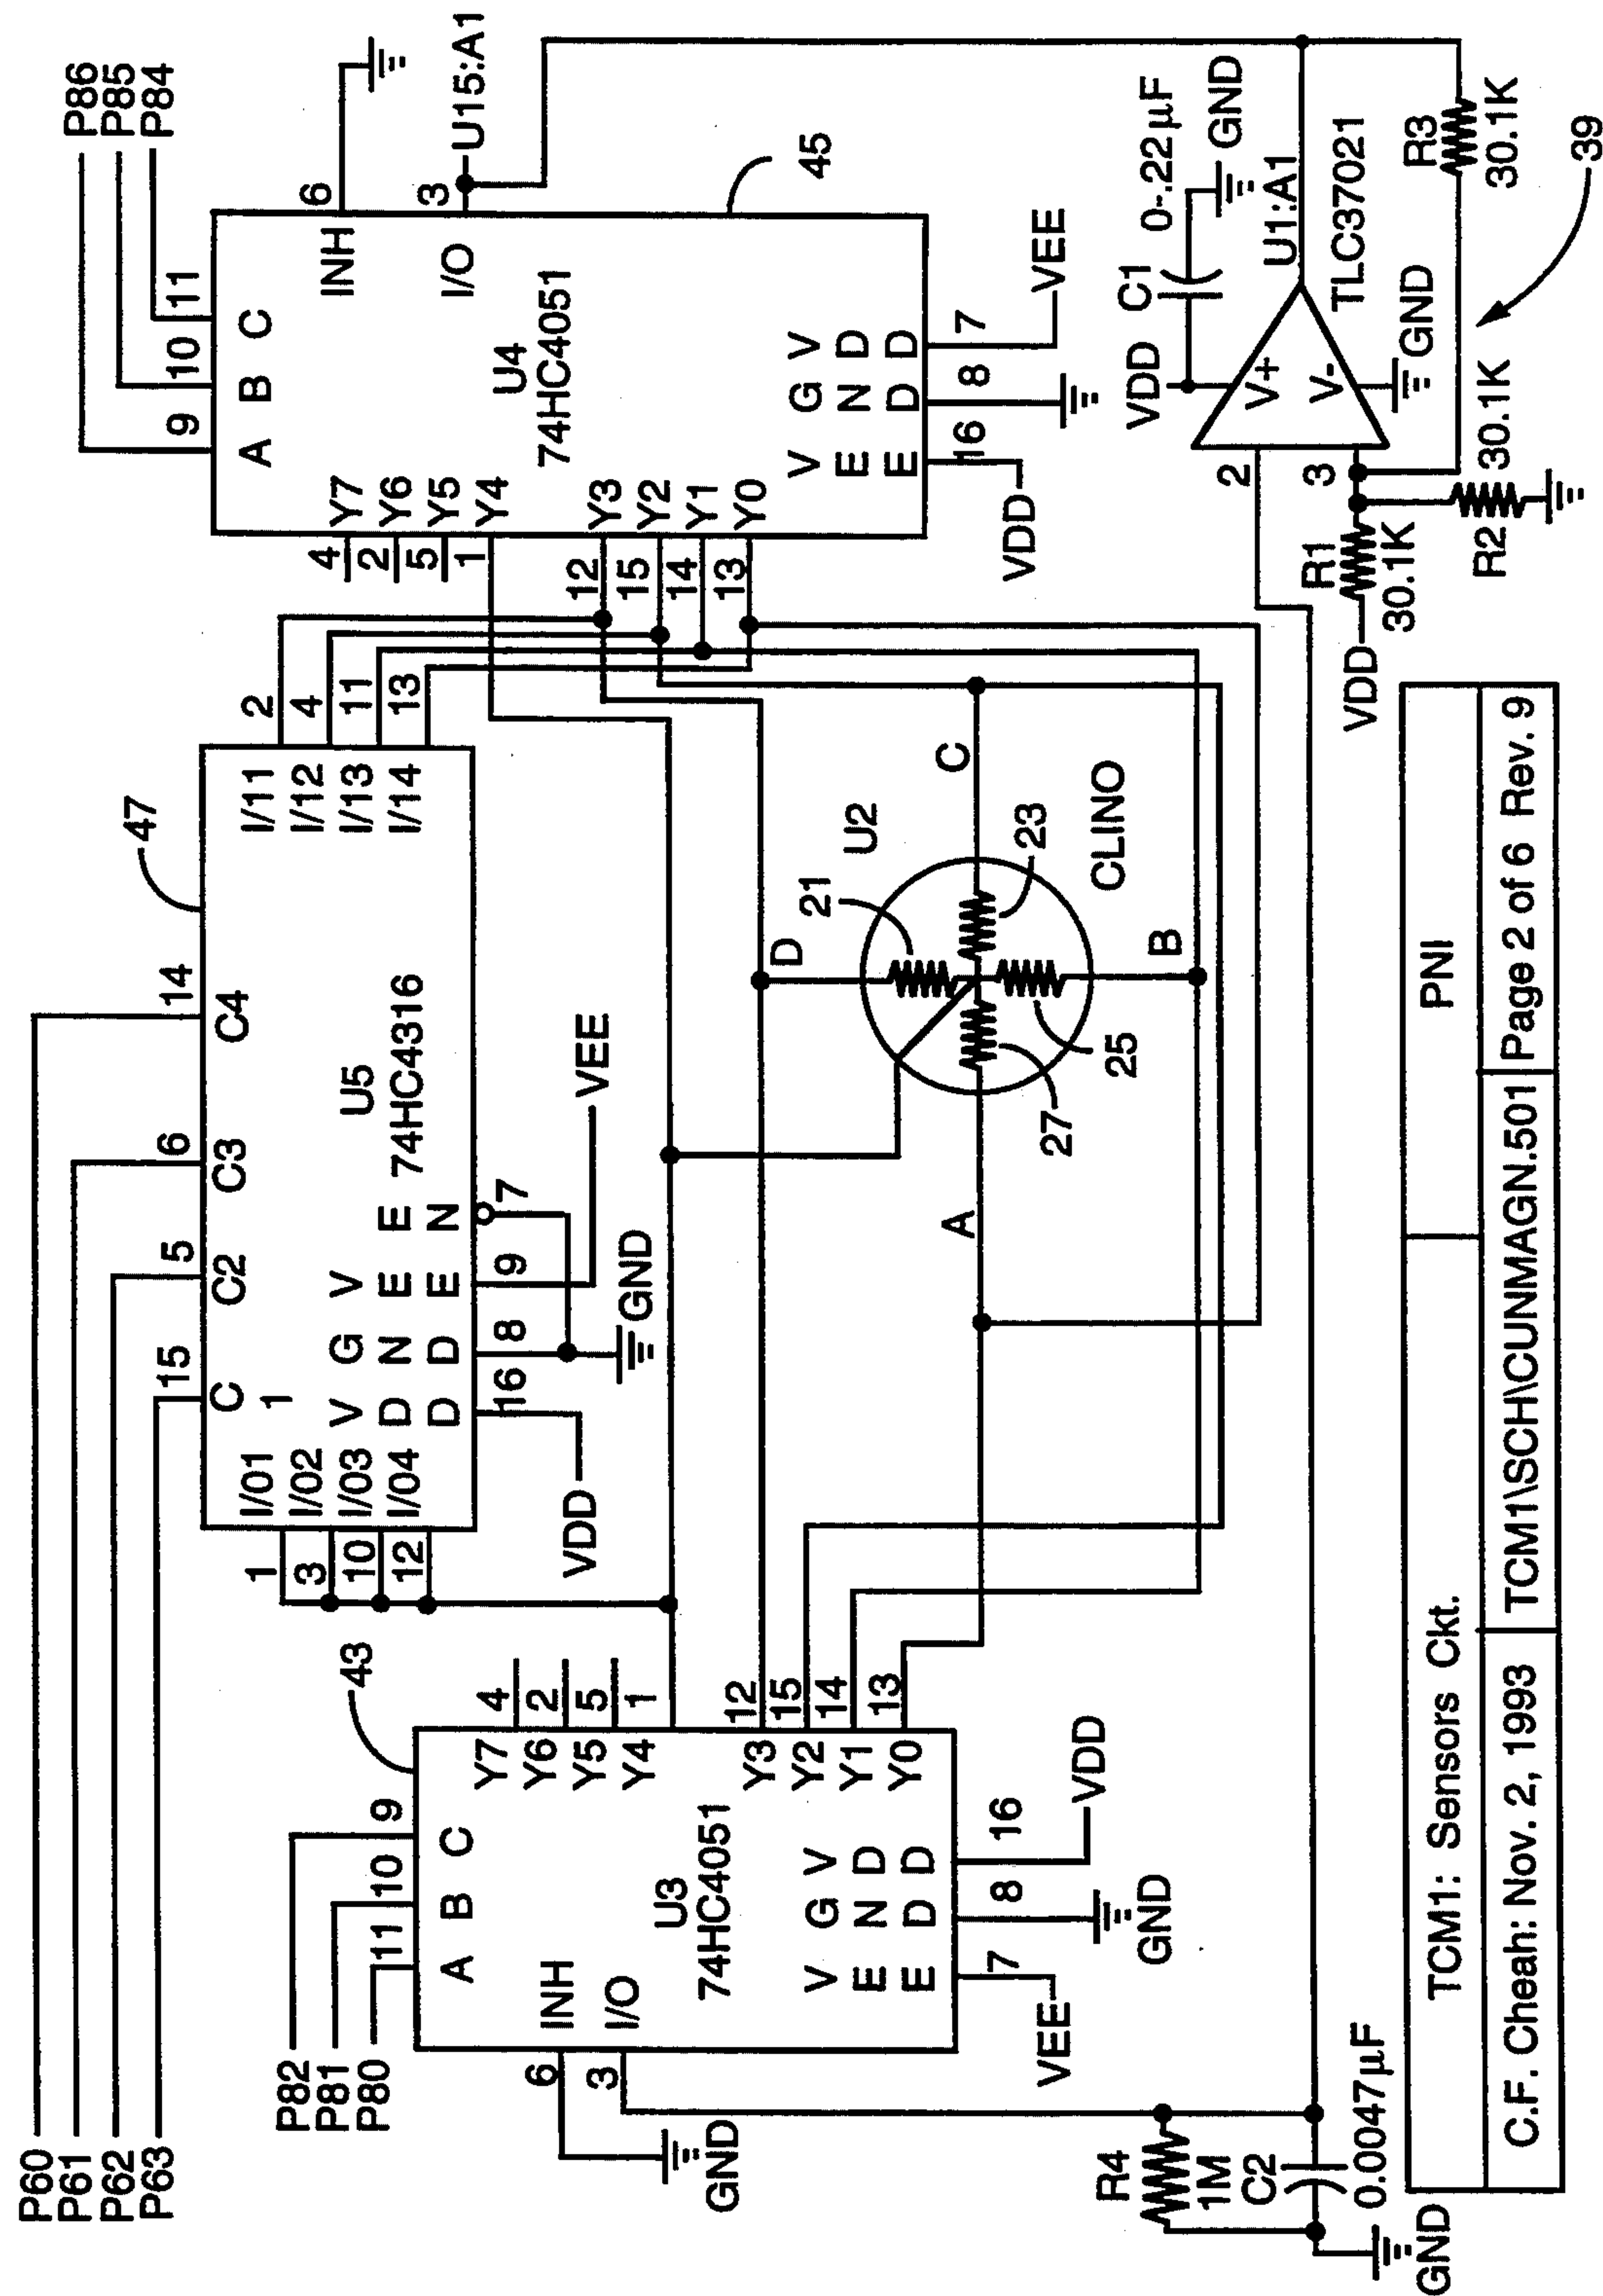 P60
P61
P62
P63
15
5
6
14
C
1
C2
C3
C4
47
I/01
I/02
I/03
I/04
I/11
I/12
I/13
I/14
U5
74HC4316
V
D
D
G
N
D
V
E
E
E
N
1
3
10
12
2
4
11
13
16
8
9
7
VDD
GND
VEE
P82
P81
P80
11
10
9
A
B
C
43
INH
I/O
6
3
U3
74HC4051
Y7
Y6
Y5
Y4
Y3
Y2
Y1
Y0
4
2
5
1
12
15
14
13
V
E
E
G
N
D
V
D
D
7
8
16
VEE
GND
VDD
GND
P86
P85
P84
9
10
11
A
B
C
INH
I/O
6
3
U15:A1
U4
74HC4051
45
Y7
Y6
Y5
Y4
Y3
Y2
Y1
Y0
4
2
5
1
12
15
14
13
V
E
E
G
N
D
V
D
D
16
8
7
VDD
VEE
D
C
A
B
U2
CLINO
21
23
25
27
R4
1M
C2
0.0047μF
GND
VDD
C1
0-.22μF
GND
V+
V-
2
3
U1:A1
TLC37021
GND
VDD
R1
30.1K
R2
30.1K
R3
30.1K
39
TCM1: Sensors Ckt.
PNI
C.F. Cheah: Nov. 2, 1993
TCM1\SCH\CUNMAGN.501
Page 2 of 6 Rev. 9